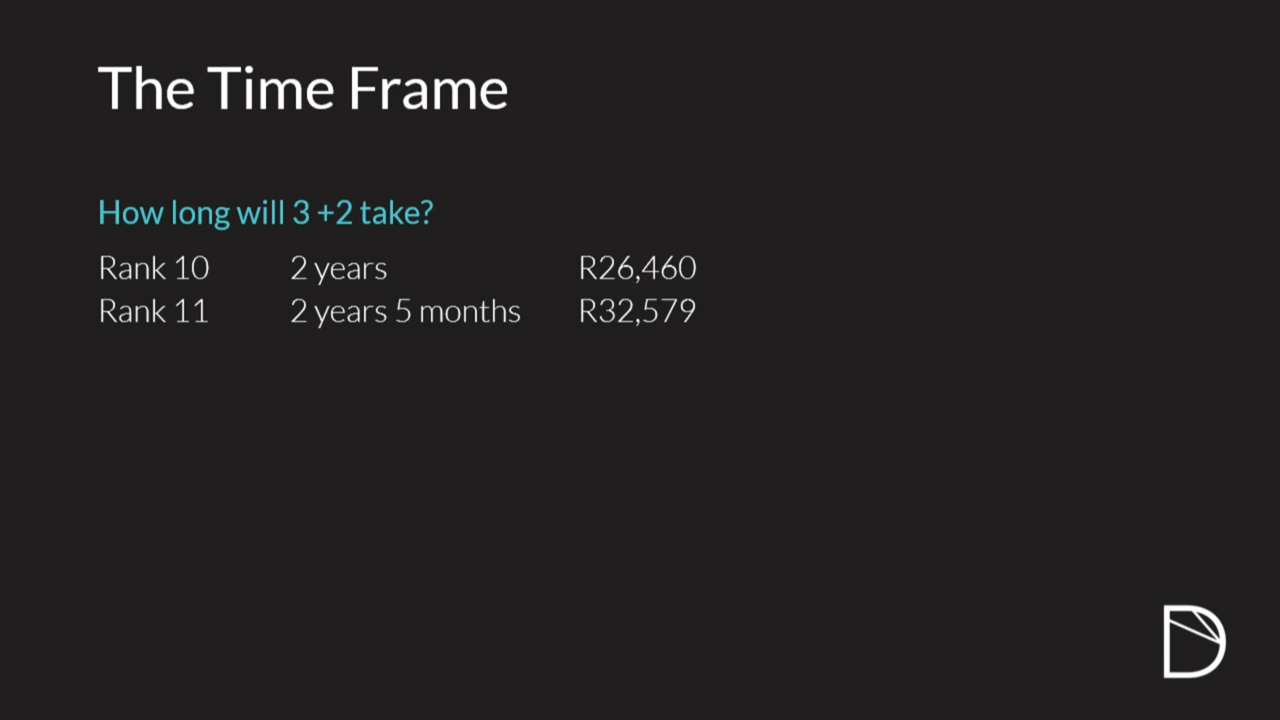 The Time Frame
How long will 3 +2 take?
Rank 10 2 years R26,460
Rank 11 2 years 5 months R32,579